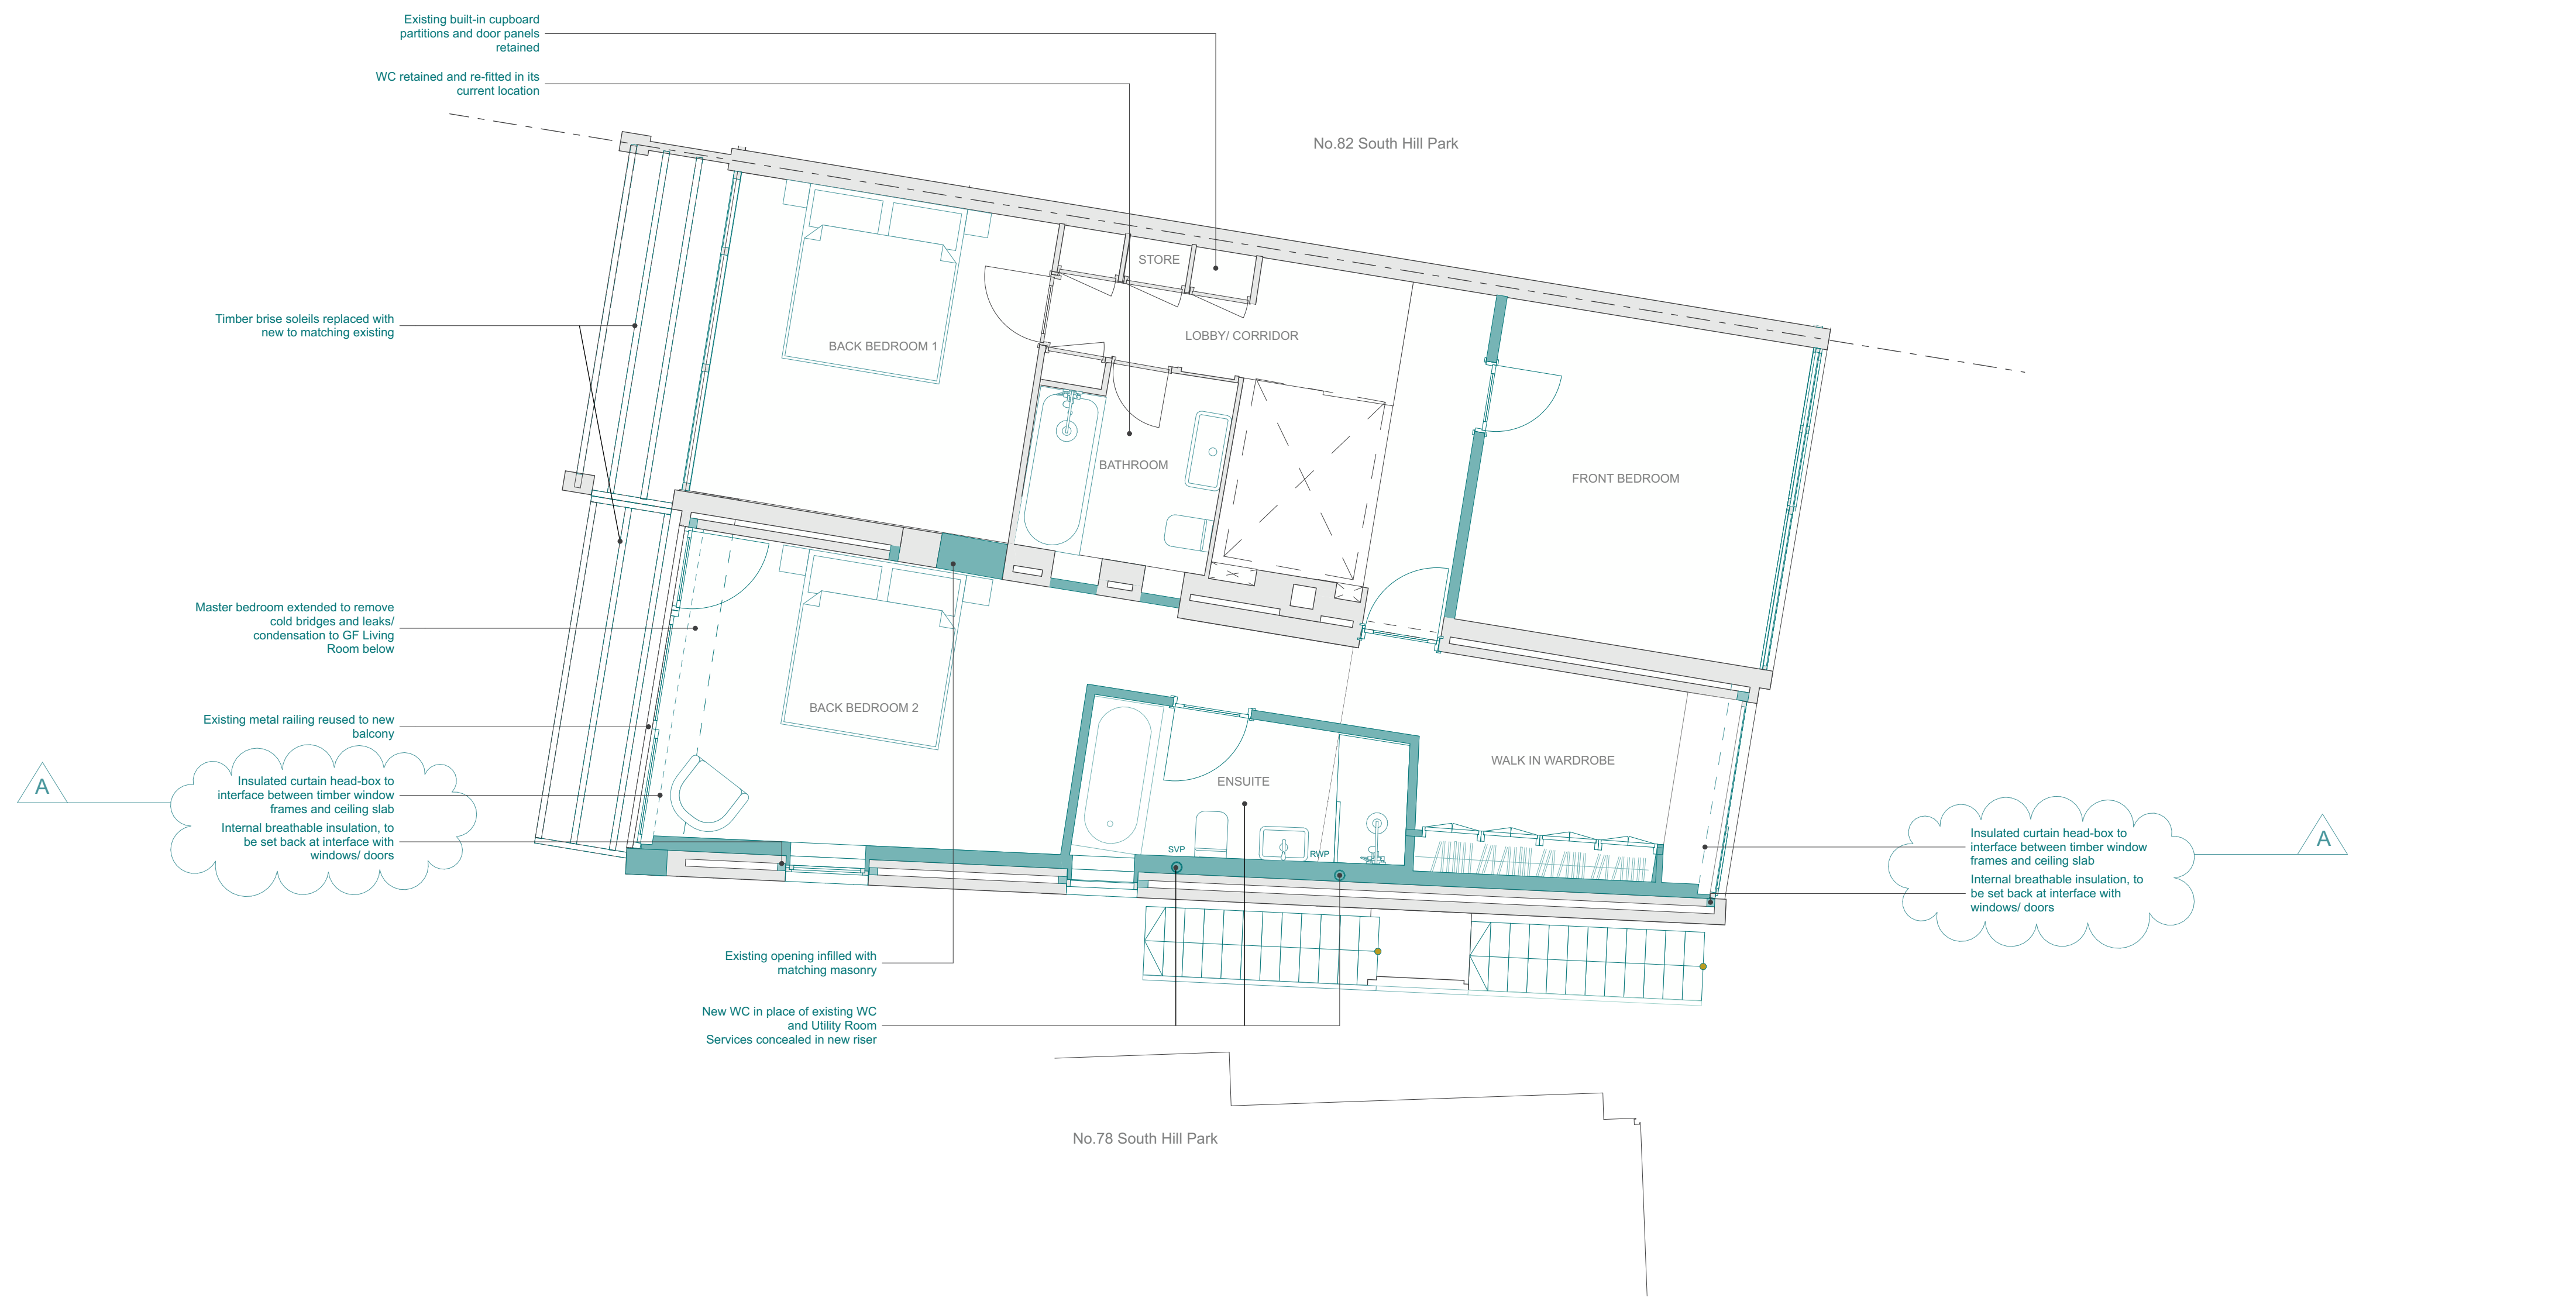 Existing built-in cupboard
partitions and door panels
retained
WC retained and re-fitted in its
current location
No.82 South Hill Park
STORE
LOBBY/ CORRIDOR
BACK BEDROOM 1
Timber brise soleils replaced with
new to matching existing
BATHROOM
FRONT BEDROOM
Master bedroom extended to remove
cold bridges and leaks/
condensation to GF Living
Room below
BACK BEDROOM 2
Existing metal railing reused to new
balcony
WALK IN WARDROBE
ENSUITE
A
Insulated curtain head-box to
interface between timber window
frames and ceiling slab
Internal breathable insulation, to
be set back at interface with
windows/ doors
SVP
RWP
Insulated curtain head-box to
interface between timber window
frames and ceiling slab
Internal breathable insulation, to
be set back at interface with
windows/ doors
A
Existing opening infilled with
matching masonry
New WC in place of existing WC
and Utility Room
Services concealed in new riser
No.78 South Hill Park